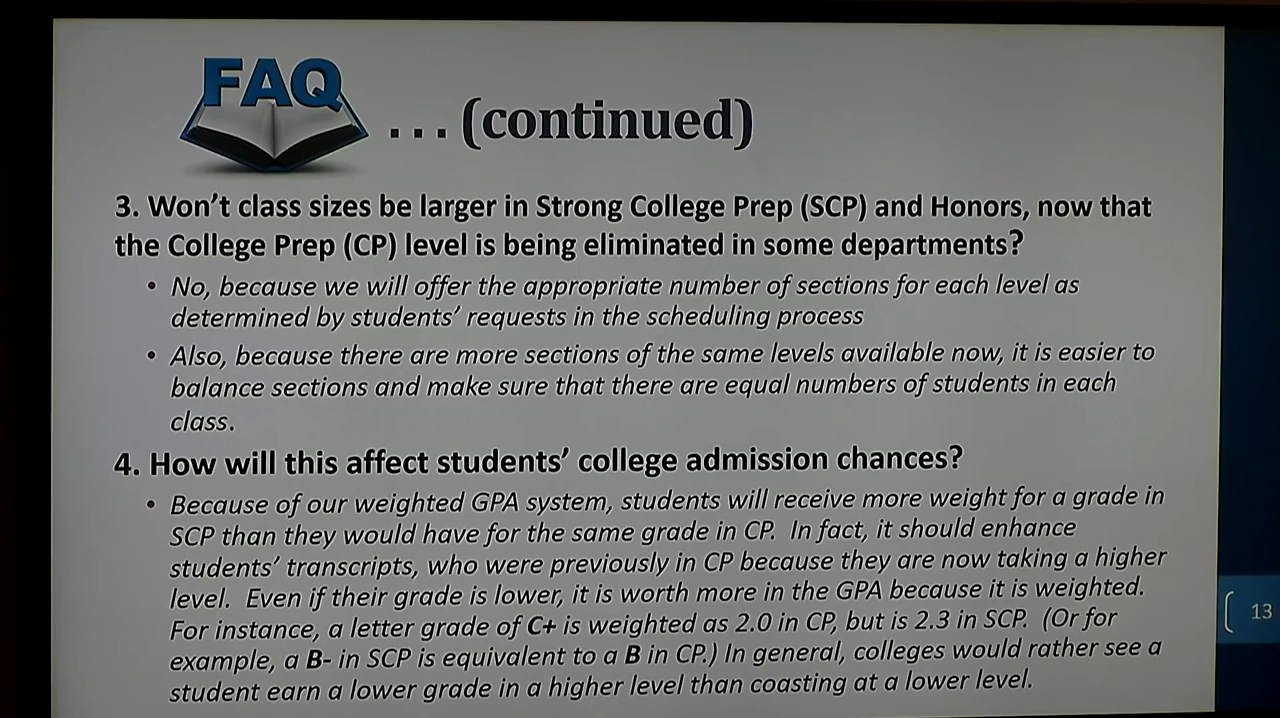 FAQ
...(continued)
3. Won't class sizes be larger in Strong College Prep (SCP) and Honors, now that
the College Prep (CP) level is being eliminated in some departments?
• No, because we will offer the appropriate number of sections for each level as
determined by students' requests in the scheduling process
• Also, because there are more sections of the same levels available now, it is easier to
balance sections and make sure that there are equal numbers of students in each
class.
4. How will this affect students' college admission chances?
• Because of our weighted GPA system, students will receive more weight for a grade in
SCP than they would have for the same grade in CP. In fact, it should enhance
students' transcripts, who were previously in CP because they are now taking a higher
level. Even if their grade is lower, it is worth more in the GPA because it is weighted.
For instance, a letter grade of C+ is weighted as 2.0 in CP, but is 2.3 in SCP. (Or for
example, a B- in SCP is equivalent to a B in CP.) In general, colleges would rather see a
student earn a lower grade in a higher level than coasting at a lower level.
13